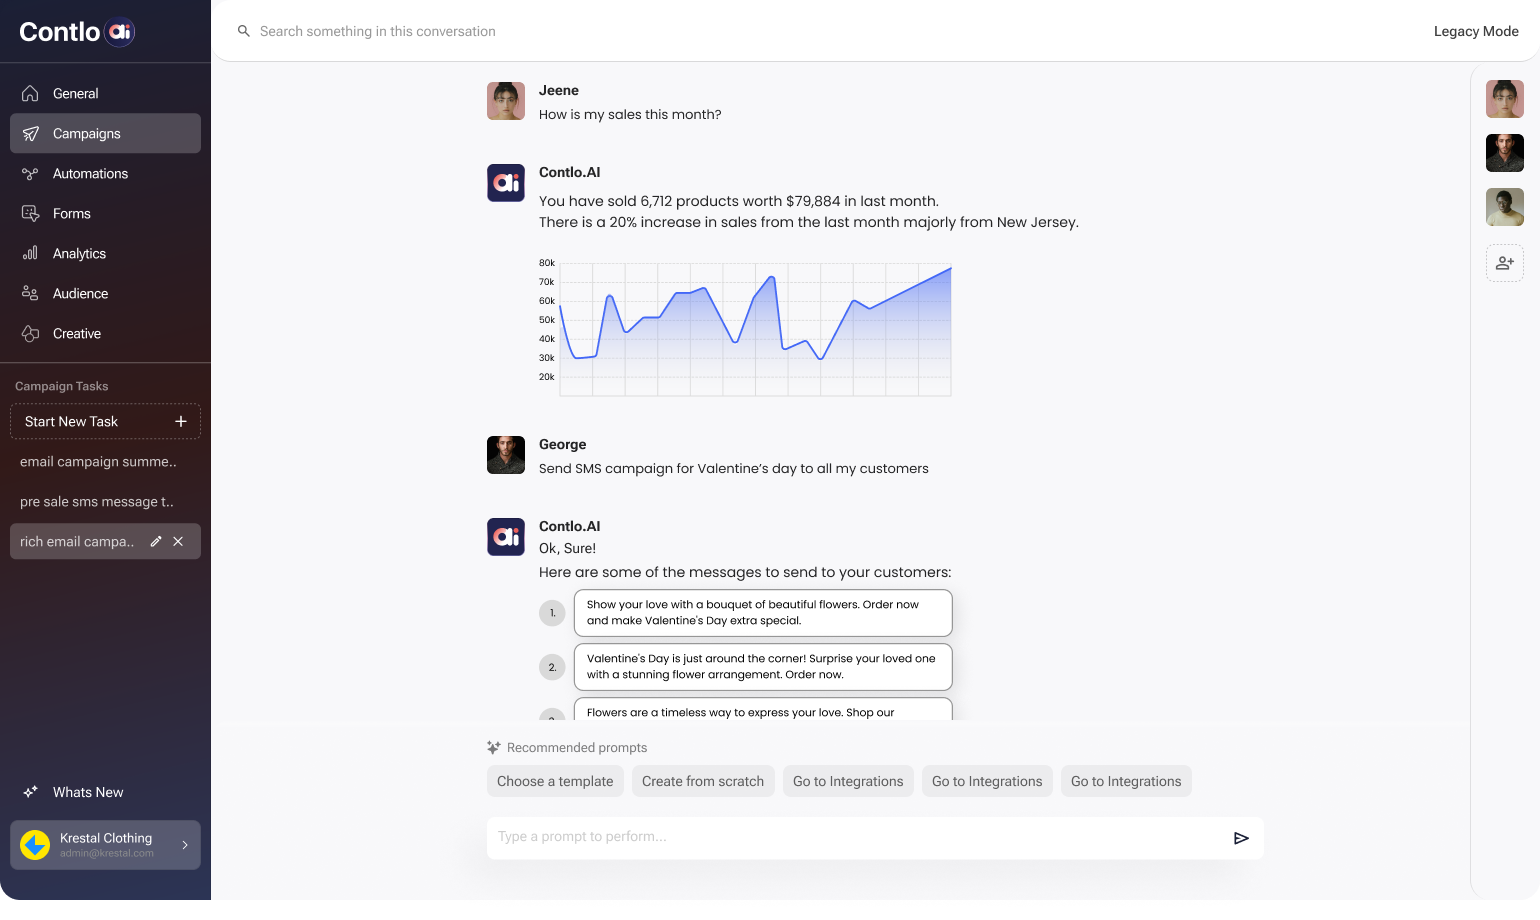 Contlo ai
Search something in this conversation
Legacy Mode
General
Campaigns
Automations
Forms
Analytics
Audience
Creative
Campaign Tasks
Start New Task
email campaign summe..
pre sale sms message t..
rich email campa..
Whats New
Krestal Clothing
admin@krestal.com
Jeene
How is my sales this month?
ai
Contlo.AI
You have sold 6,712 products worth $79,884 in last month.
There is a 20% increase in sales from the last month majorly from New Jersey.
80k
70k
60k
50k
40k
30k
20k
George
Send SMS campaign for Valentine’s day to all my customers
ai
Contlo.AI
Ok, Sure!
Here are some of the messages to send to your customers:
1.
Show your love with a bouquet of beautiful flowers. Order now
and make Valentine's Day extra special.
2.
Valentine's Day is just around the corner! Surprise your loved one
with a stunning flower arrangement. Order now.
Flowers are a timeless way to express your love. Shop our
Recommended prompts
Choose a template
Create from scratch
Go to Integrations
Go to Integrations
Go to Integrations
Type a prompt to perform...